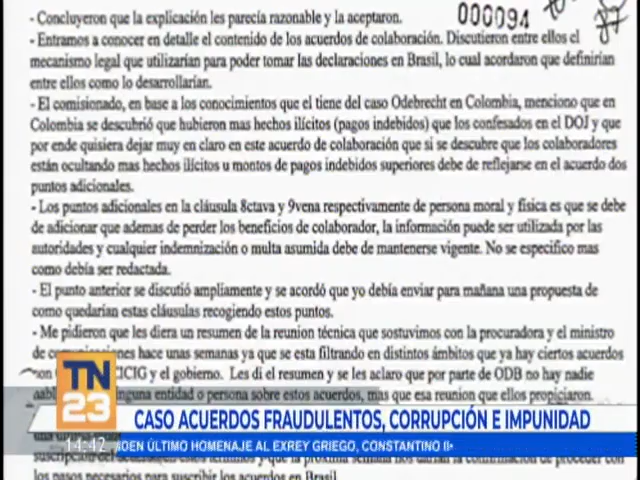 - Concluyeron que la explicación les parecía razonable y la aceptaron.
000094
- Entramos a conocer en detalle el contenido de los acuerdos de colaboración. Discutieron entre ellos el
mecanismo legal que utilizarían para poder tomar las declaraciones en Brasil, lo cual acordaron que definirían
entre ellos como lo desarrollarían.
- El comisionado, en base a los conocimientos que el tiene del caso Odebrecht en Colombia, menciono que en
Colombia se descubrió que hubieron mas hechos ilícitos (pagos indebidos) que los confesados en el DOJ y que
por ende quisiera dejar muy en claro en este acuerdo de colaboración que si se descubre que los colaboradores
están ocultando mas hechos ilícitos u montos de pagos indebidos superiores debe de reflejarse en el acuerdo dos
puntos adicionales.
- Los puntos adicionales en la cláusula 8ctava y 9vena respectivamente de persona moral y física es que se debe
de adicionar que ademas de perder los beneficios de colaborador, la información puede ser utilizada por las
autoridades y cualquier indemnización o multa asumida debe de mantenerse vigente. No se especifico mas
como debía ser redactada.
- El punto anterior se discutió ampliamente y se acordó que yo debía enviar para mañana una propuesta de
como quedarían estas cláusulas recogiendo estos puntos.
- Me pidieron que les diera un resumen de la reunion técnica que sostuvimos con la procuradora y el ministro
de hace unas semanas ya que se esta filtrando en distintos ámbitos que ya hay ciertos acuerdos
CICIG y el gobierno. Les di el resumen y se les aclaro que por parte de ODB no hay nadie
entidad o persona sobre estos acuerdos, mas que esa reunion que ellos propiciaron.
TN
23
CASO ACUERDOS FRAUDULENTOS, CORRUPCIÓN E IMPUNIDAD
14:42
ÚLTIMO HOMENAJE AL EXREY GRIEGO, CONSTANTINO II
los pasos necesarios para suscribir los acuerdos en Brasil.